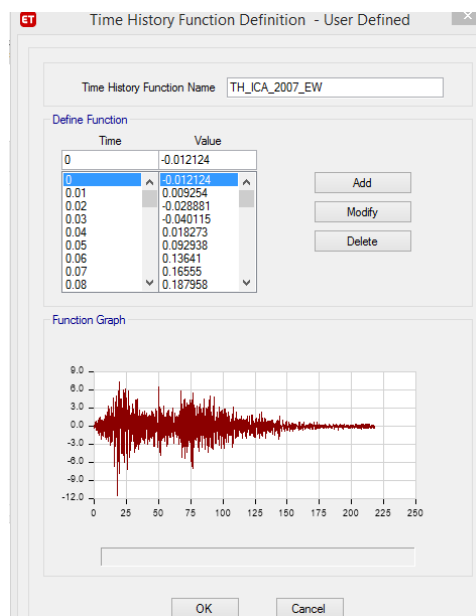 ET Time History Function Definition - User Defined
Time History Function Name TH_ICA_2007_EW
Define Function
Time Value
0 -0.012124
0 -0.012124
0.01 0.009254
0.02 -0.028881
0.03 -0.040115
0.04 0.018273
0.05 0.092938
0.06 0.13641
0.07 0.16555
0.08 0.187958
Add
Modify
Delete
Function Graph
9.0
6.0
3.0
0.0
-3.0
-6.0
-9.0
-12.0
0 25 50 75 100 125 150 175 200 225 250
OK Cancel